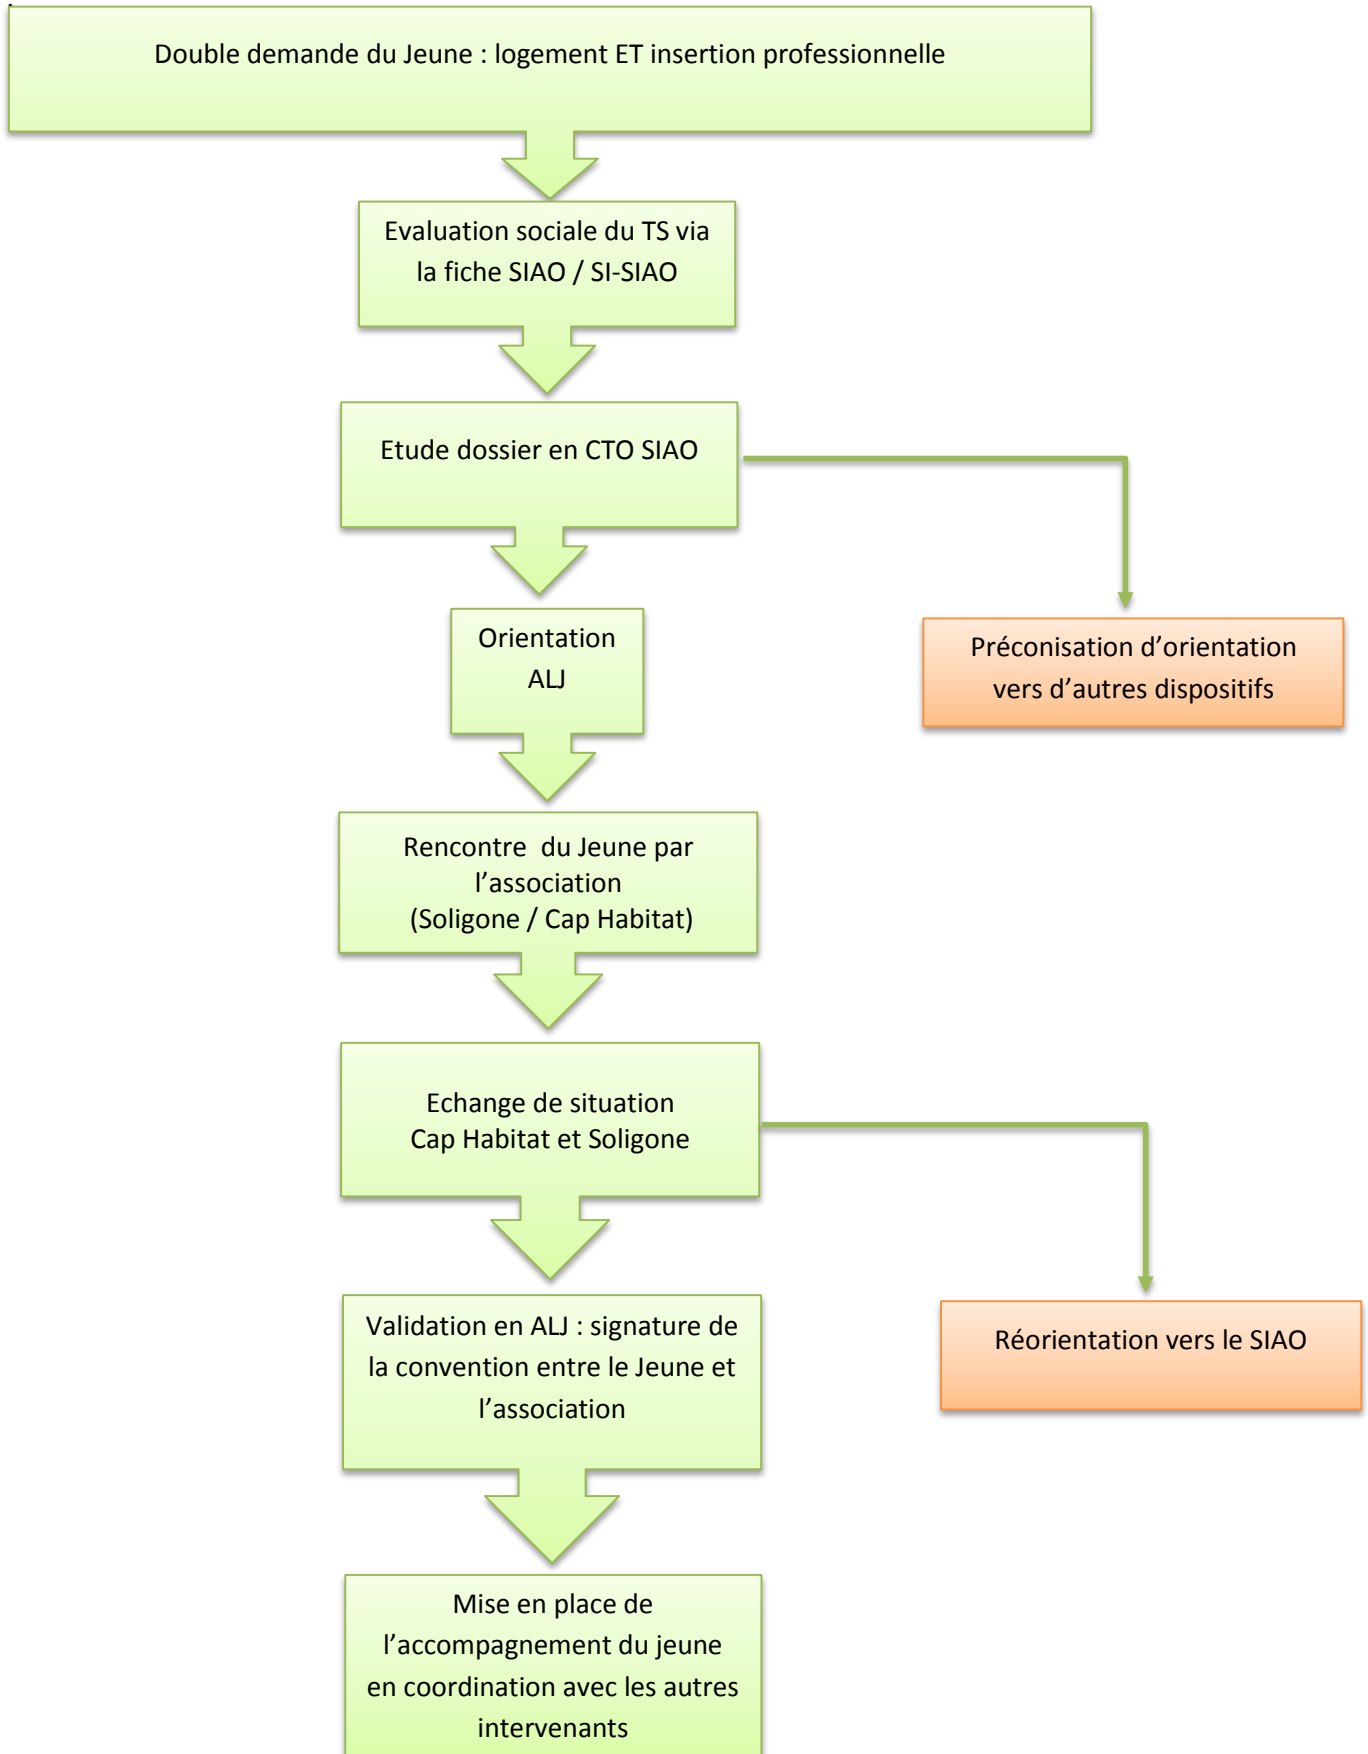 Double demande du Jeune : logement ET insertion professionnelle
Evaluation sociale du TS via
la fiche SIAO / SI-SIAO
Etude dossier en CTO SIAO
Orientation
ALJ
Préconisation d’orientation
vers d’autres dispositifs
Rencontre  du Jeune par
l’association
(Soligone / Cap Habitat)
Echange de situation
Cap Habitat et Soligone
Validation en ALJ : signature de
la convention entre le Jeune et
l’association
Réorientation vers le SIAO
Mise en place de
l’accompagnement du jeune
en coordination avec les autres
intervenants